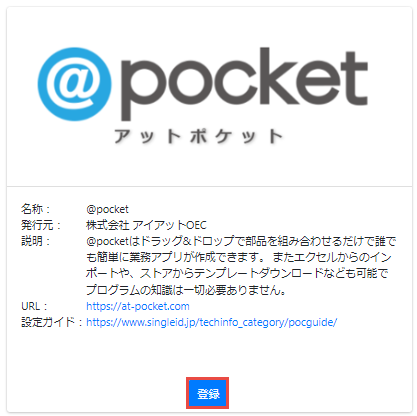 @pocket
アットポケット
名称： @pocket
発行元： 株式会社 アイアットOEC
説明： @pocketはドラッグ&ドロップで部品を組み合わせるだけで誰で
も簡単に業務アプリが作成できます。 またエクセルからのイン
ポートや、ストアからテンプレートダウンロードなども可能で
プログラムの知識は一切必要ありません。
URL： https://at-pocket.com
設定ガイド： https://www.singleid.jp/techinfo_category/pocguide/
登録